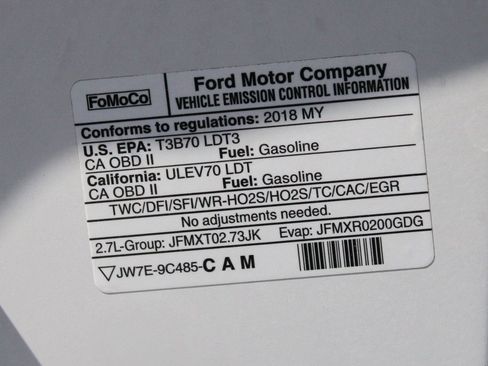 FoMoCo
Ford Motor Company
VEHICLE EMISSION CONTROL INFORMATION
Conforms to regulations: 2018 MY
U.S. EPA: T3B70 LDT3
CA OBD II Fuel: Gasoline
California: ULEV70 LDT
CA OBD II Fuel: Gasoline
TWC/DFI/SFI/WR-HO2S/HO2S/TC/CAC/EGR
No adjustments needed.
2.7L-Group: JFMXT02.73JK Evap: JFMXR0200GDG
JW7E-9C485-CAM